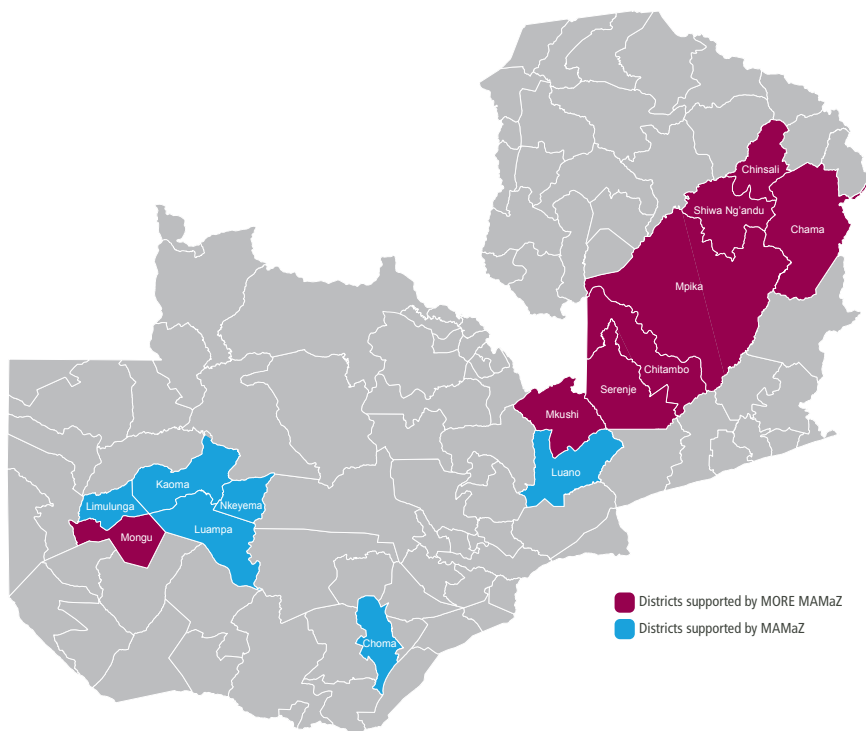 Chinsali
Shiwa Ng'andu
Chama
Mpika
Chitambo
Serenje
Mkushi
Luano
Kaoma
Nkeyema
Limulunga
Luampa
Mongu
Choma
Districts supported by MORE MAMaZ
Districts supported by MAMaZ